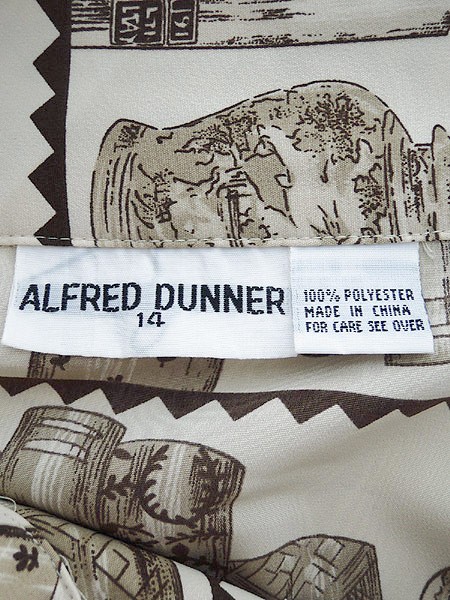 ALFRED DUNNER
14
100% POLYESTER
MADE IN CHINA
FOR CARE SEE OVER